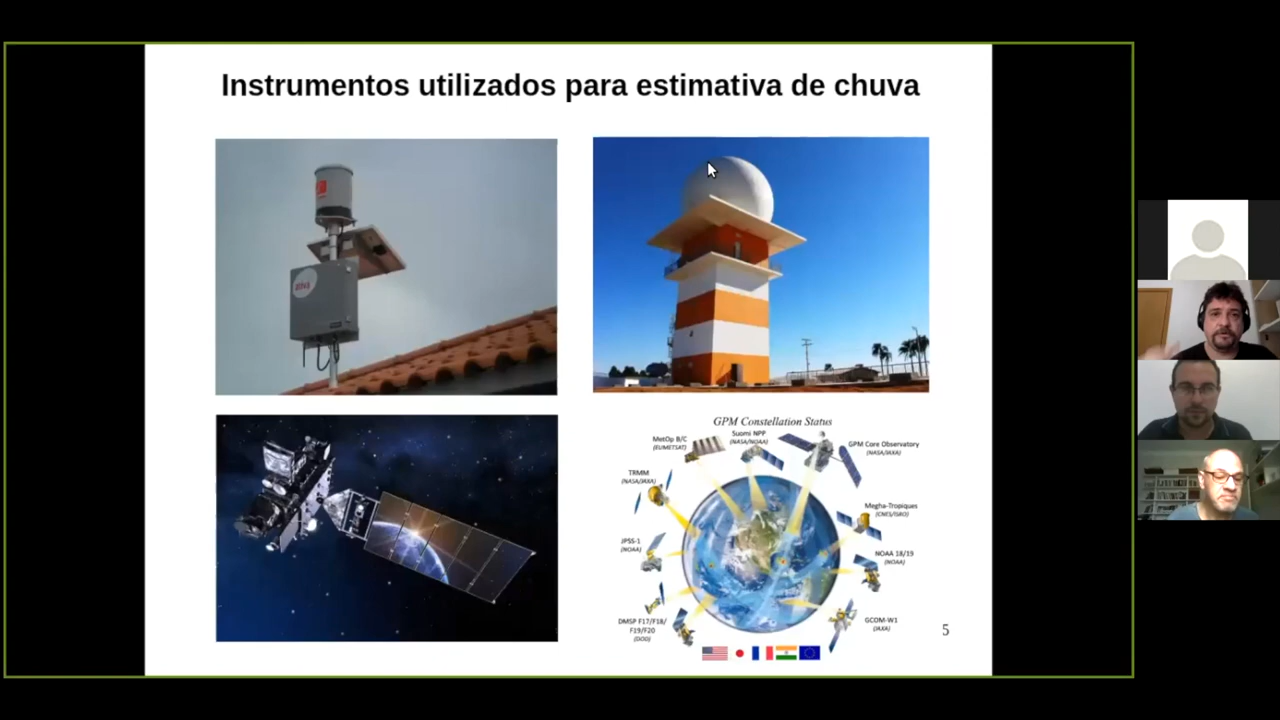 Instrumentos utilizados para estimativa de chuva
GPM Constellation Status
MetOp B/C
(EUMETSAT)
Suomi NPP
(NASA/NOAA)
GPM Core Observatory
(NASA/JAXA)
TRMM
(NASA/JAXA)
Megha-Tropiques
(CNES/ISRO)
JPSS-1
(NOAA)
NOAA 18/19
(NOAA)
DMSP F17/F18/
F19/F20
(DOD)
GCOM-W1
(JAXA)
5